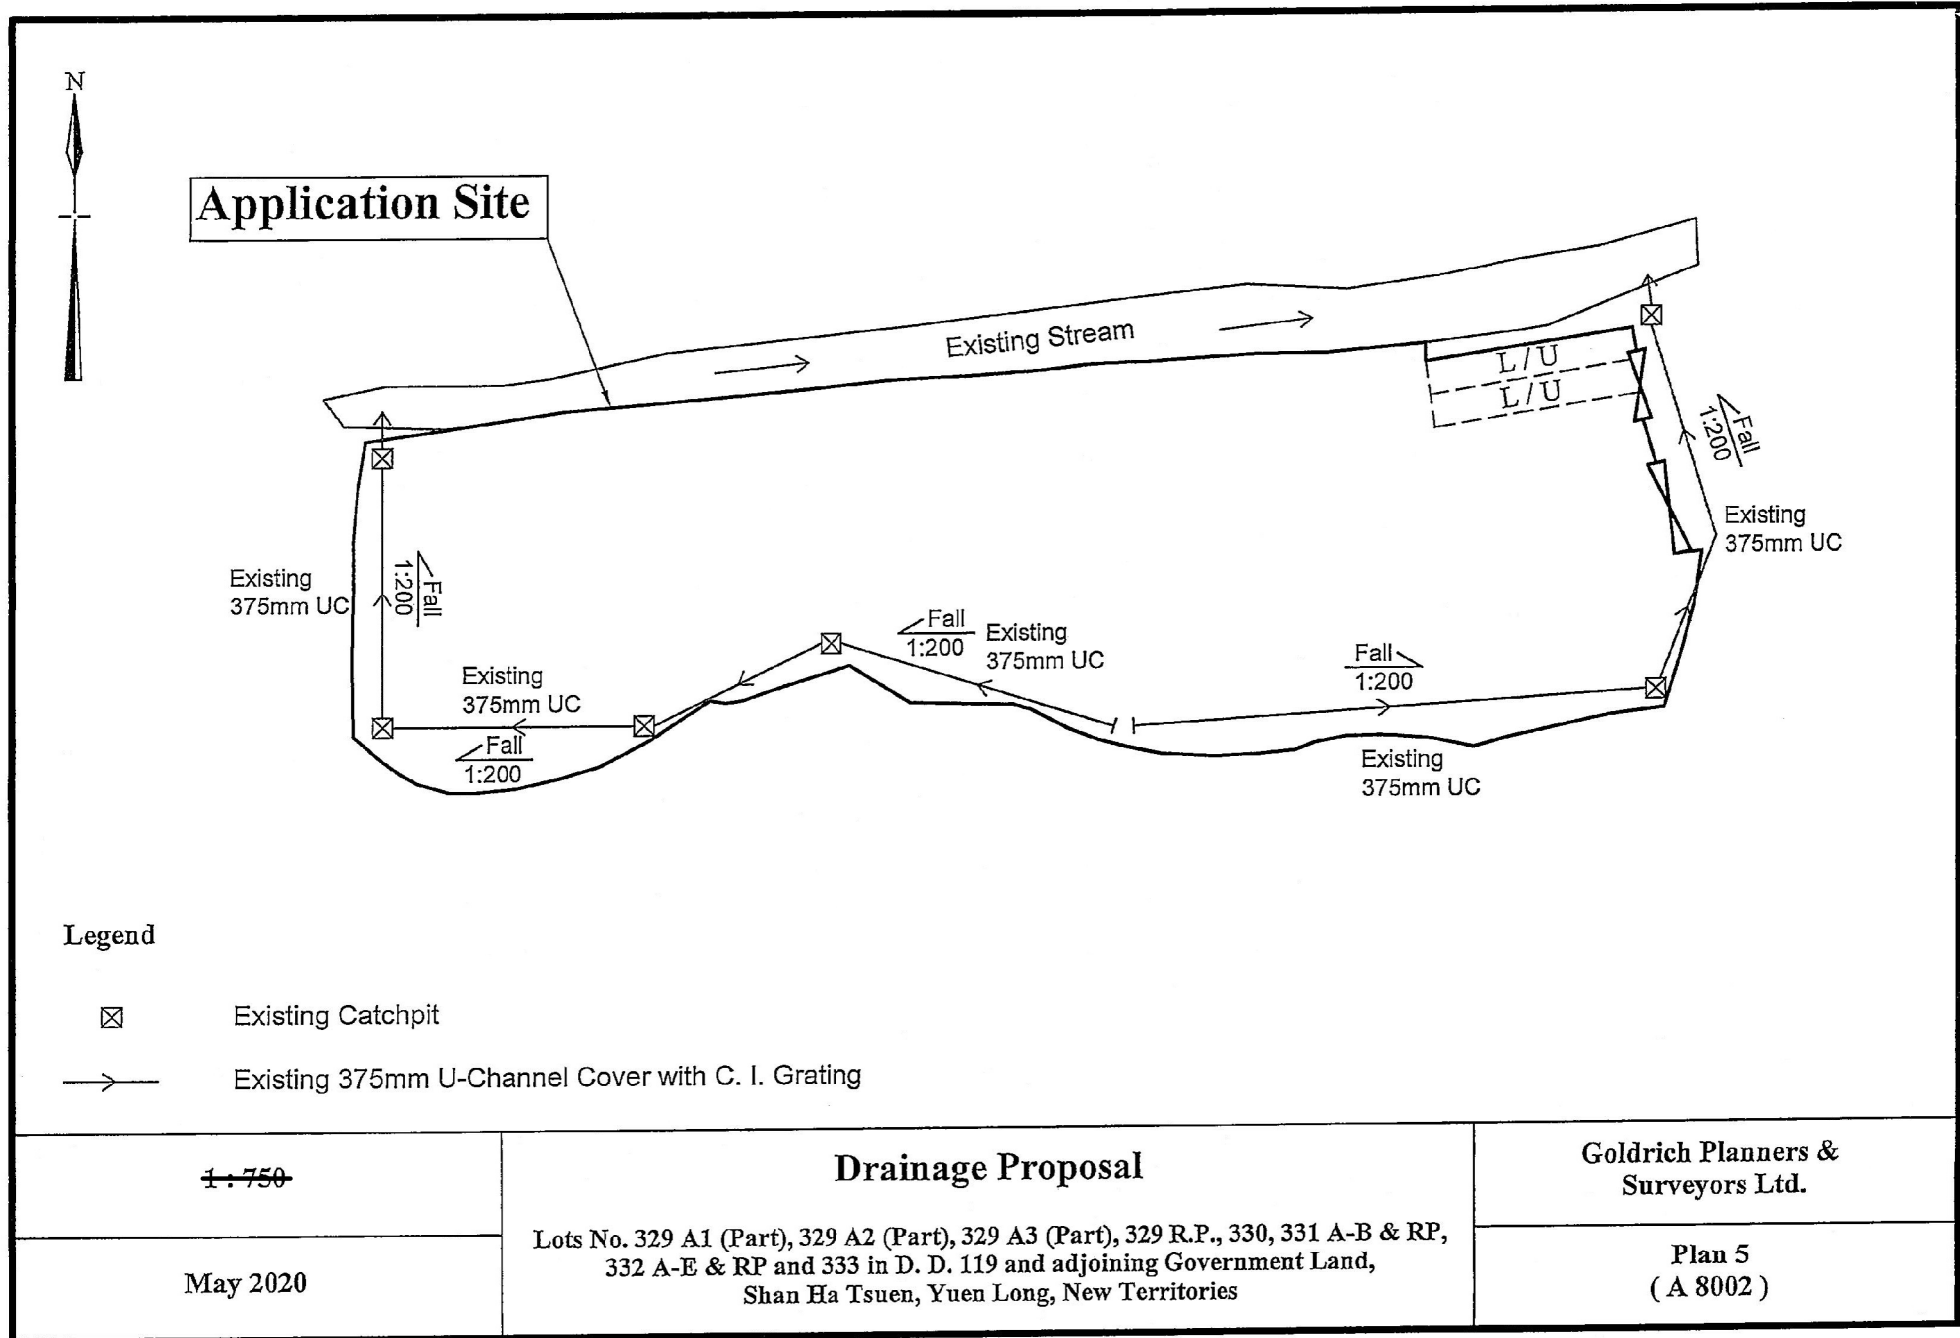 N
Application Site
Existing Stream
L / U
L / U
Fall
1:200
Existing
375mm UC
Existing
375mm UC
Fall
1:200
Fall
1:200
Existing
375mm UC
Fall
1:200
Existing
375mm UC
Fall
1:200
Existing
375mm UC
Legend
Existing Catchpit
Existing 375mm U-Channel Cover with C. I. Grating
1 : 750
May 2020
Drainage Proposal
Lots No. 329 A1 (Part), 329 A2 (Part), 329 A3 (Part), 329 R.P., 330, 331 A-B & RP,
332 A-E & RP and 333 in D. D. 119 and adjoining Government Land,
Shan Ha Tsuen, Yuen Long, New Territories
Goldrich Planners &
Surveyors Ltd.
Plan 5
( A 8002 )